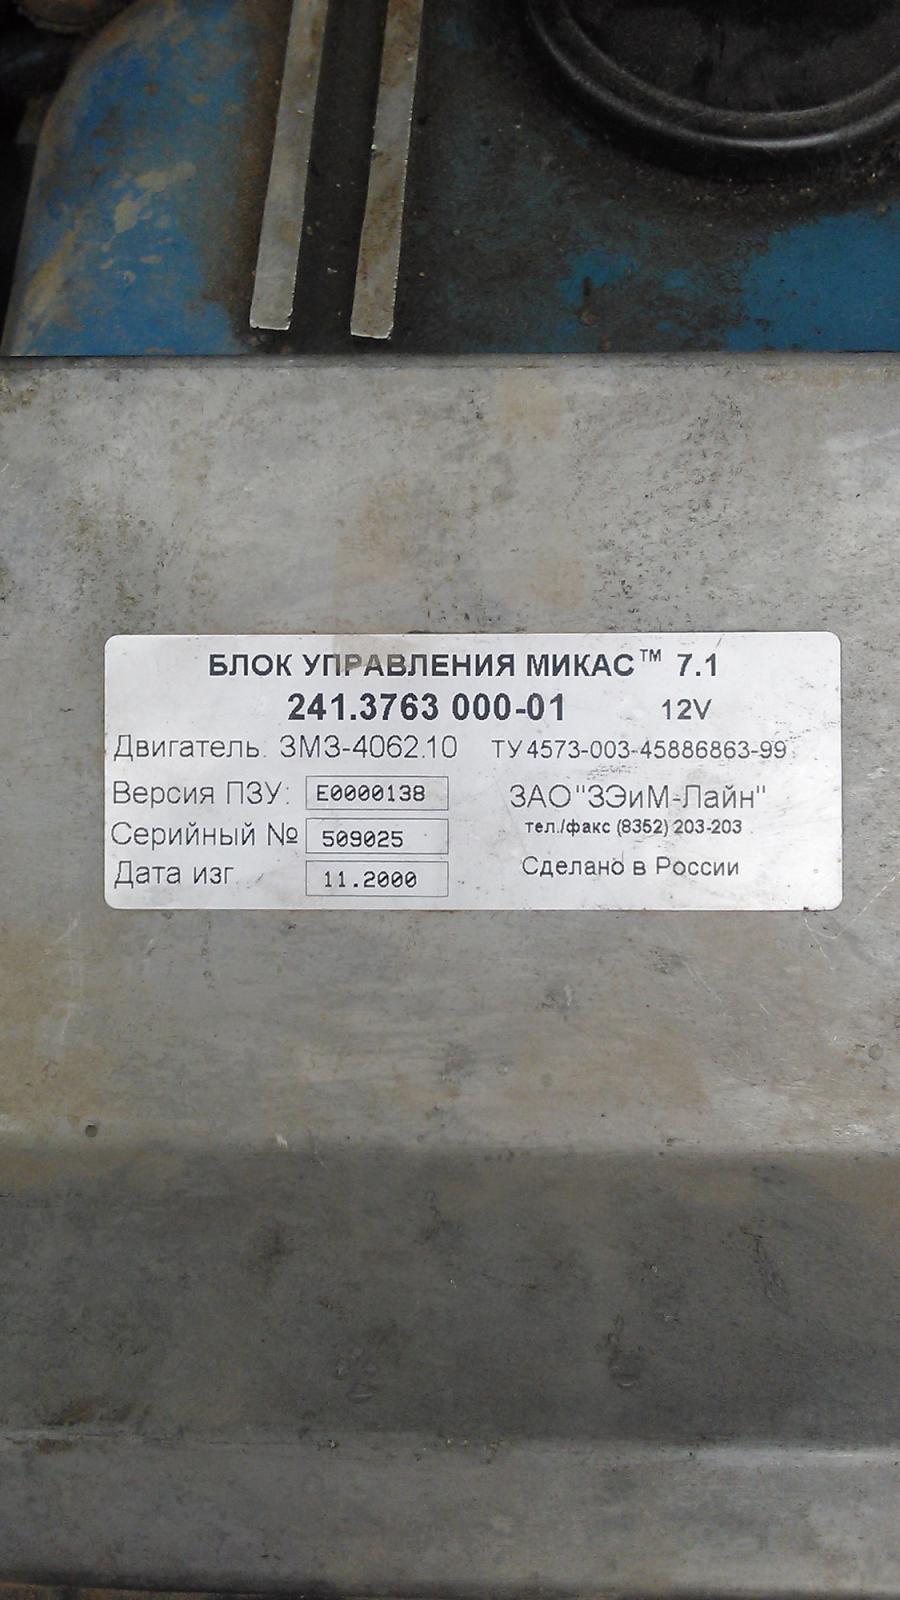 БЛОК УПРАВЛЕНИЯ МИКАС™ 7.1
241.3763 000-01 12V
Двигатель: ЗМЗ-4062.10 ТУ 4573-003-45886863-99
Версия ПЗУ: E0000138 ЗАО "ЗЭиМ-Лайн"
тел./факс (8352) 203-203
Серийный № 509025
Сделано в России
Дата изг 11.2000